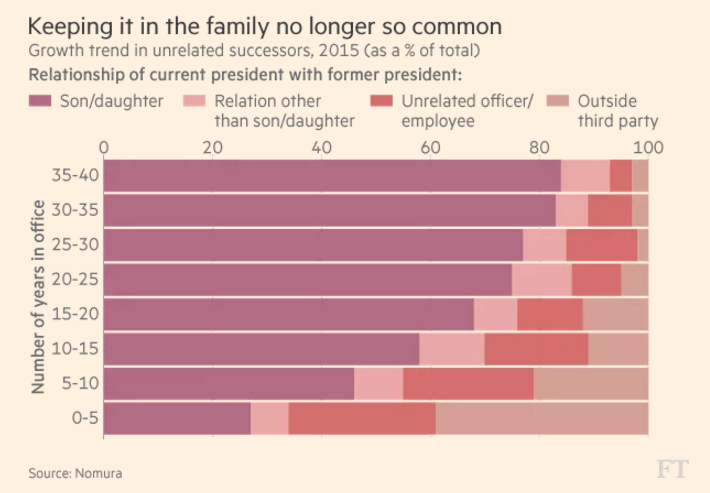 Keeping it in the family no longer so common
Growth trend in unrelated successors, 2015 (as a % of total)
Relationship of current president with former president:
Son/daughter
Relation other
than son/daughter
Unrelated officer/
employee
Outside
third party
0 20 40 60 80 100
Number of years in office
35-40
30-35
25-30
20-25
15-20
10-15
5-10
0-5
Source: Nomura
FT